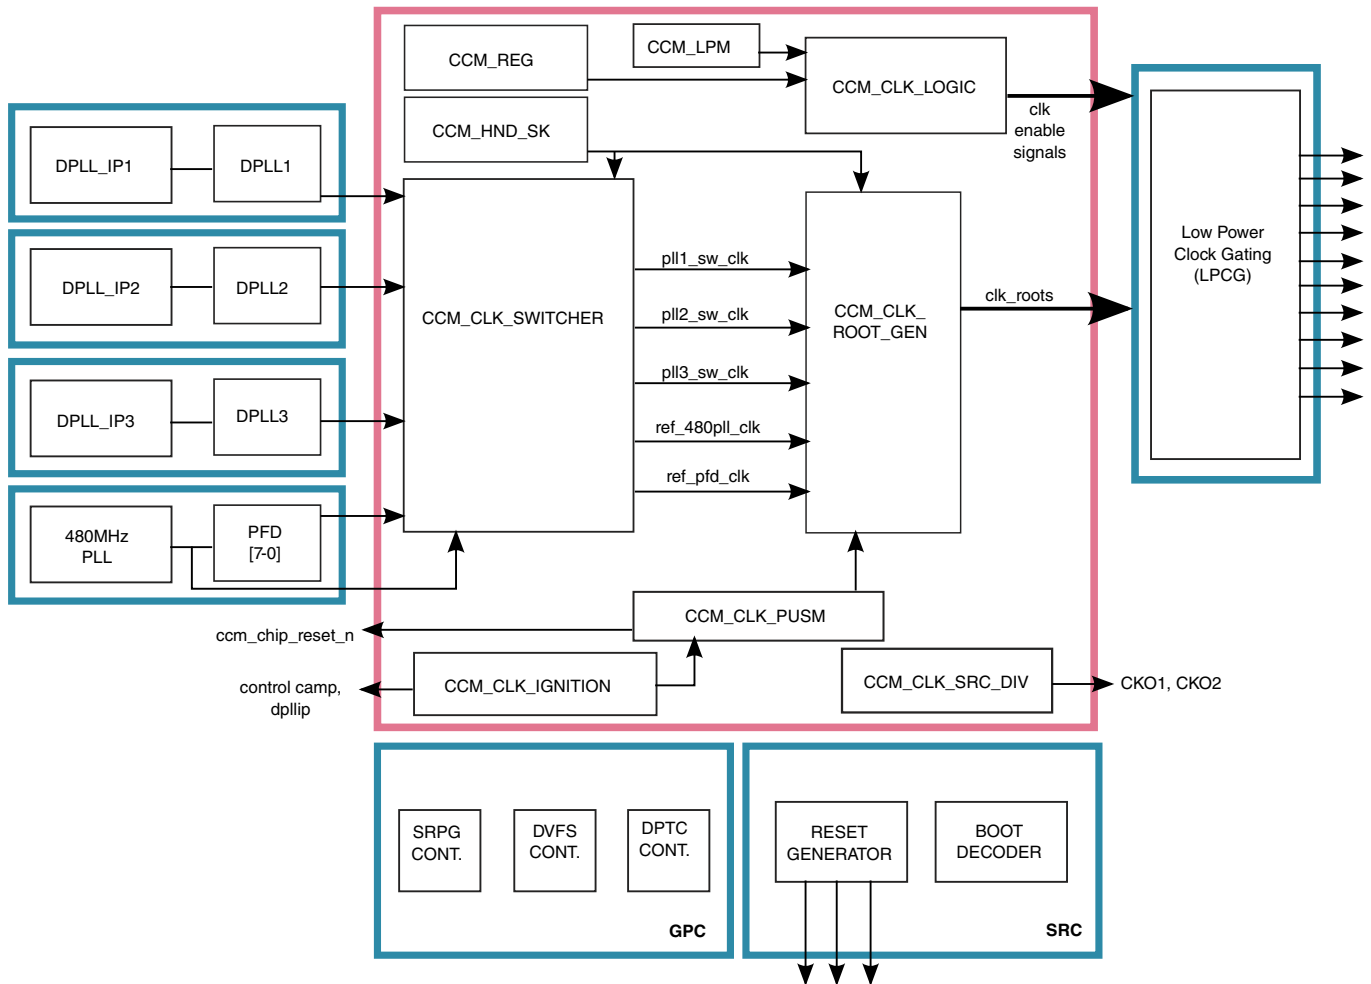 CCM_REG
CCM_LPM
CCM_CLK_LOGIC
CCM_HND_SK
clk
enable
signals
DPLL_IP1
DPLL1
DPLL_IP2
DPLL2
DPLL_IP3
DPLL3
480MHz
PLL
PFD
[7-0]
CCM_CLK_SWITCHER
pll1_sw_clk
pll2_sw_clk
pll3_sw_clk
ref_480pll_clk
ref_pfd_clk
CCM_CLK_
ROOT_GEN
clk_roots
Low Power
Clock Gating
(LPCG)
ccm_chip_reset_n
CCM_CLK_PUSM
control camp,
dpllip
CCM_CLK_IGNITION
CCM_CLK_SRC_DIV
CKO1, CKO2
SRPG
CONT.
DVFS
CONT.
DPTC
CONT.
GPC
RESET
GENERATOR
BOOT
DECODER
SRC